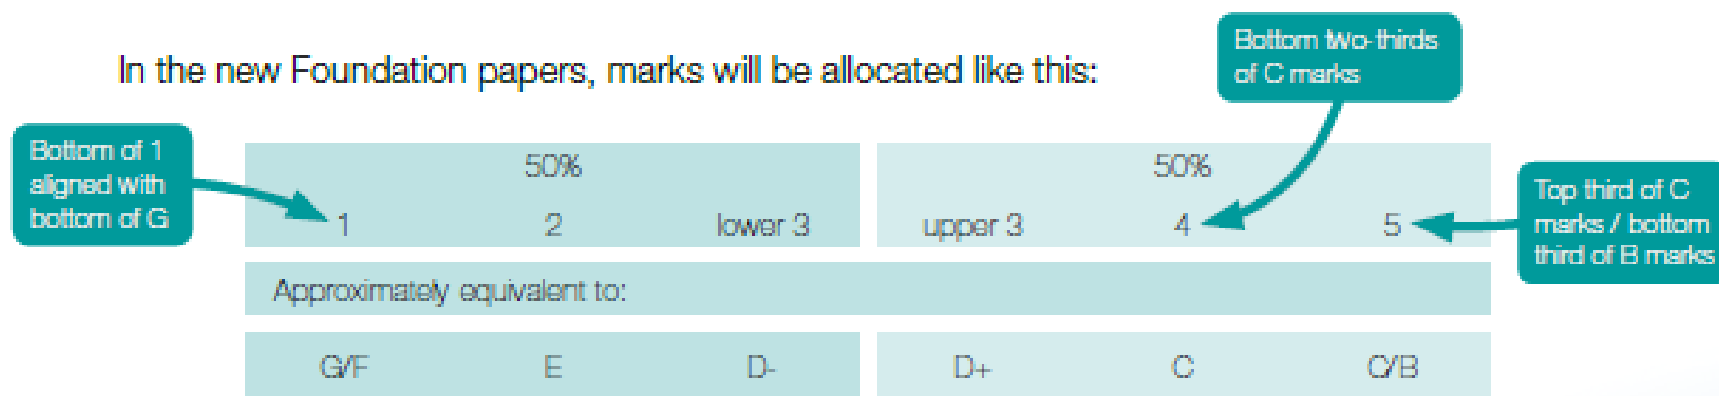 Bottom two-thirds
of C marks
In the new Foundation papers, marks will be allocated like this:
Bottom of 1
aligned with
bottom of G
50%
50%
1
2
lower 3
upper 3
4
5
Top third of C
marks / bottom
third of B marks
Approximately equivalent to:
G/F
E
D-
D+
C
C/B